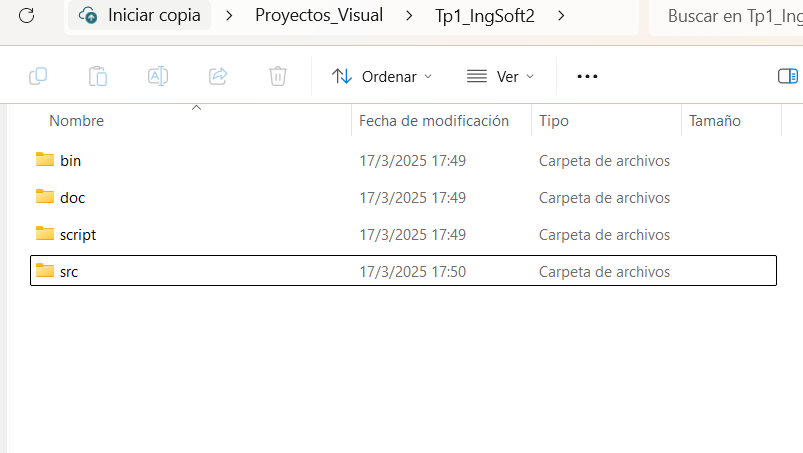 Iniciar copia > Proyectos_Visual > Tp1_IngSoft2 > Buscar en Tp1_Ing
Ordenar Ver
Nombre Fecha de modificación Tipo Tamaño
bin 17/3/2025 17:49 Carpeta de archivos
doc 17/3/2025 17:49 Carpeta de archivos
script 17/3/2025 17:49 Carpeta de archivos
src 17/3/2025 17:50 Carpeta de archivos